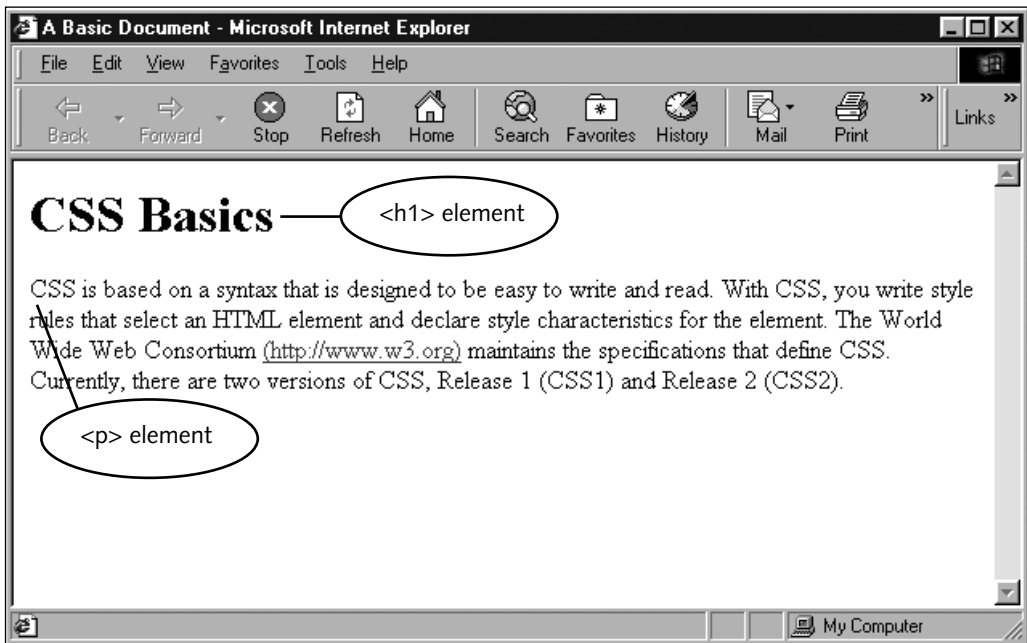 A Basic Document - Microsoft Internet Explorer
File Edit View Favorites Tools Help
Back Forward Stop Refresh Home Search Favorites History Mail Print » Links »
CSS Basics
<h1> element
CSS is based on a syntax that is designed to be easy to write and read. With CSS, you write style
rules that select an HTML element and declare style characteristics for the element. The World
Wide Web Consortium (http://www.w3.org) maintains the specifications that define CSS.
Currently, there are two versions of CSS, Release 1 (CSS1) and Release 2 (CSS2).
<p> element
My Computer